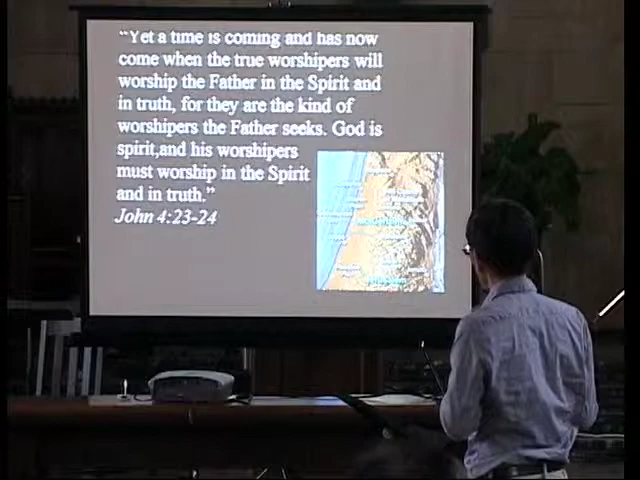 “Yet a time is coming and has now
come when the true worshipers will
worship the Father in the Spirit and
in truth, for they are the kind of
worshipers the Father seeks. God is
spirit,and his worshipers
must worship in the Spirit
and in truth.”
John 4:23-24